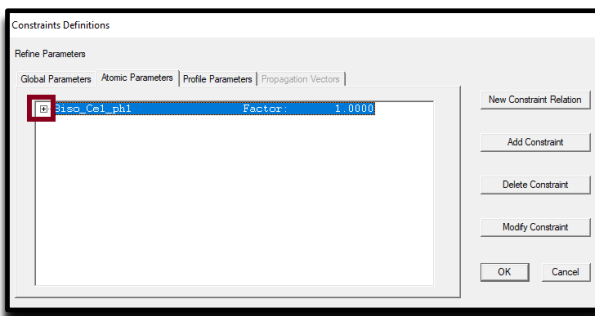 Constraints Definitions
Refine Parameters
Global Parameters Atomic Parameters Profile Parameters Propagation Vectors
Biso_Ce1_ph1 Factor: 1.0000
New Constraint Relation
Add Constraint
Delete Constraint
Modify Constraint
OK Cancel